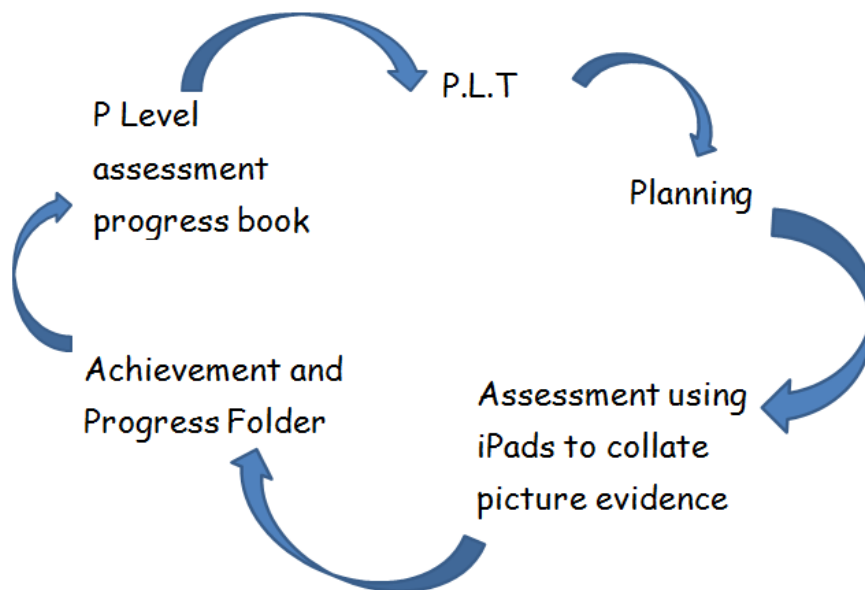 P.L.T
Planning
Assessment using
iPads to collate
picture evidence
Achievement and
Progress Folder
P Level
assessment
progress book